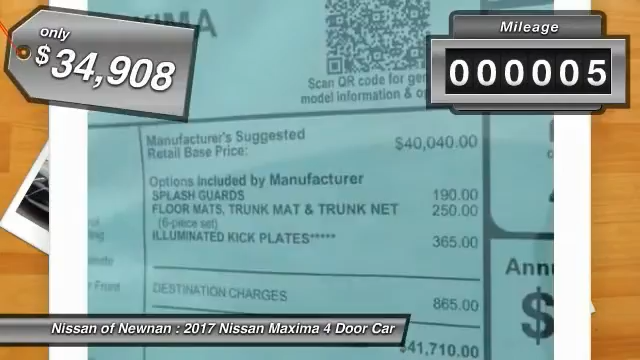 only
$34,908
Mileage
000005
Scan QR code for
model information &
Manufacturer's Suggested
Retail Base Price:
$40,040.00
Options included by Manufacturer
SPLASH GUARDS 190.00
FLOOR MATS, TRUNK MAT & TRUNK NET 250.00
(6-piece set)
ILLUMINATED KICK PLATES***** 365.00
DESTINATION CHARGES 865.00
$41,710.00
Front
$
Nissan of Newnan : 2017 Nissan Maxima 4 Door Car